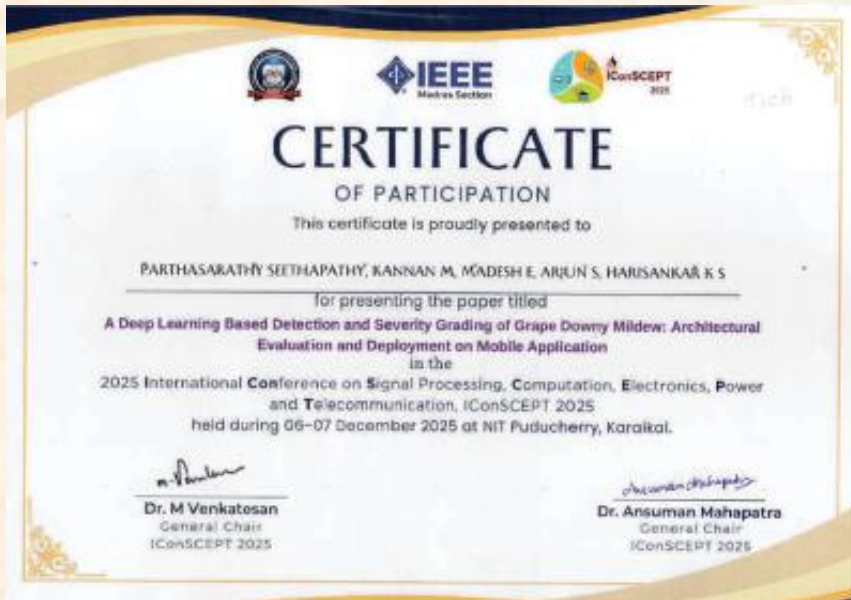 IEEE
Madras Section
IConSCEPT
2025
CERTIFICATE
OF PARTICIPATION
This certificate is proudly presented to
PARTHASARATHY SEETHAPATHY, KANNAN M, MADESH E, ARJUN S, HARISANKAR K S
for presenting the paper titled
A Deep Learning Based Detection and Severity Grading of Grape Downy Mildew: Architectural
Evaluation and Deployment on Mobile Application
in the
2025 International Conference on Signal Processing, Computation, Electronics, Power
and Telecommunication, IConSCEPT 2025
held during 06-07 December 2025 at NIT Puducherry, Karaikal.
Dr. M Venkatesan
General Chair
IConSCEPT 2025
Dr. Ansuman Mahapatra
General Chair
IConSCEPT 2025